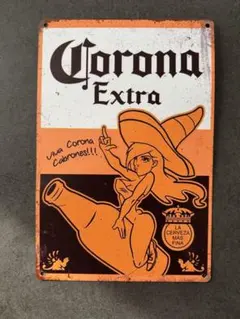 Corona
Extra
Viva Corona
Cabrones!!!
LA
CERVEZA
MAS
FINA